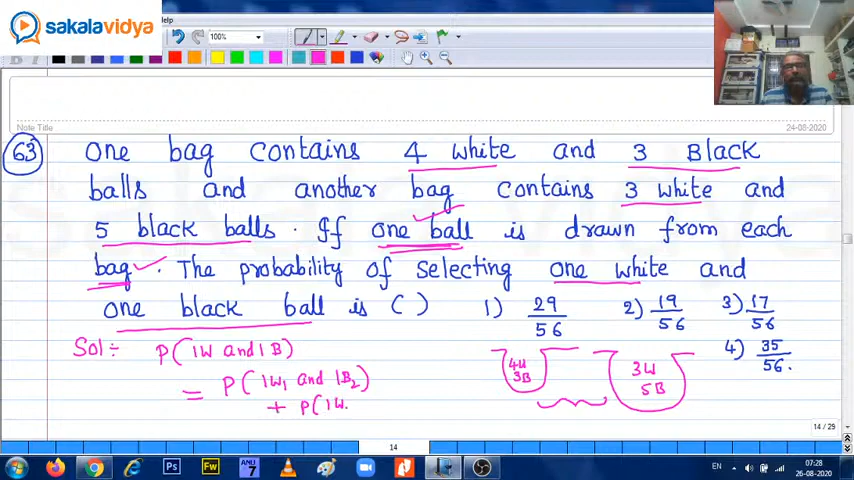 sakalavidya
Help
100%
Note Title
24-08-2020
63 One bag contains 4 white and 3 Black
balls and another bag contains 3 white and
5 black balls. If one ball is drawn from each
bag. The probability of selecting one white and
one black ball is ( ) 1) 29/56 2) 19/56 3) 17/56
4) 35/56.
Sol:- P(1W and 1B)
= P(1W1 and 1B2)
+ P(1W.
4W
3B
3W
5B
14 / 29
14
EN
07:28
26-08-2020